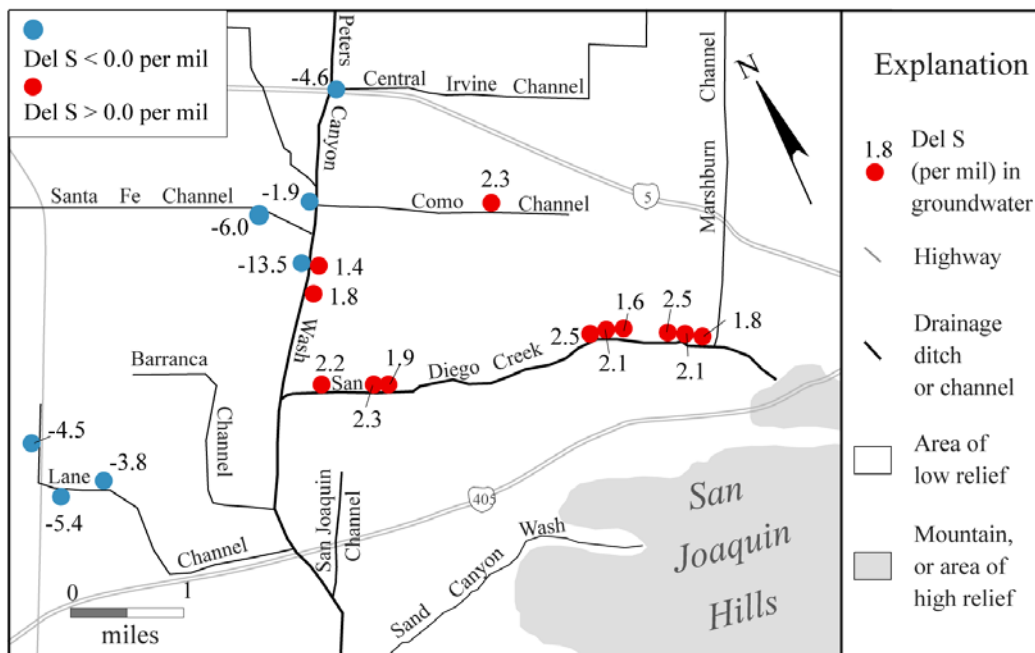 Del S < 0.0 per mil
Del S > 0.0 per mil
Peters
Canyon
Wash
-4.6
Central Irvine Channel
Marshburn Channel
N
5
Santa Fe Channel
-1.9
-6.0
2.3
Como Channel
-13.5
1.4
1.8
Barranca
Channel
2.2
1.9
2.3
San Diego Creek
2.5
1.6
2.1
2.5
1.8
2.1
-4.5
Lane
-3.8
-5.4
Channel
San Joaquin
Channel
405
Sand Canyon Wash
San
Joaquin
Hills
0 1
miles
Explanation
1.8 Del S
(per mil) in
groundwater
Highway
Drainage
ditch
or channel
Area of
low relief
Mountain,
or area of
high relief